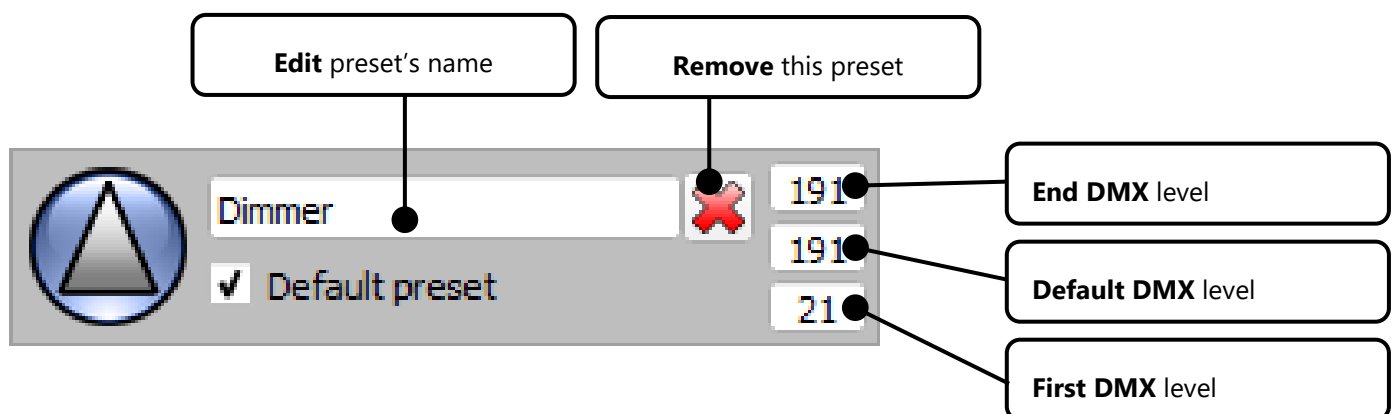 Edit preset's name
Remove this preset
Dimmer
191
End DMX level
191
Default DMX level
✔ Default preset
21
First DMX level